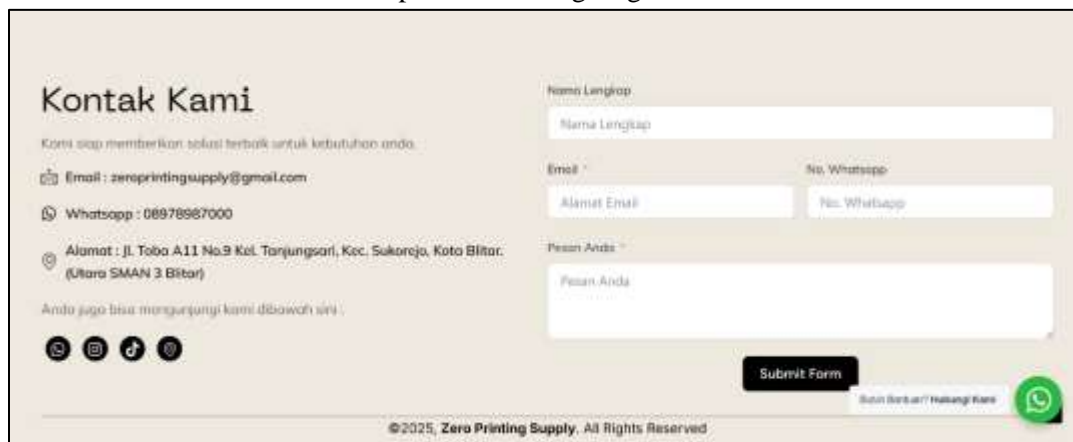 Kontak Kami
Kami siap memberikan solusi terbaik untuk kebutuhan anda.
Email : zeroprintingsupply@gmail.com
Whatsapp : 08978987000
Alamat : Jl. Toba A11 No.9 Kel. Tanjungsari, Kec. Sukorejo, Kota Blitar.
(Utara SMAN 3 Blitar)
Anda juga bisa mengunjungi kami dibawah sini :
Nama Lengkap
Nama Lengkap
Email *
No. Whatsapp
Alamat Email
No. Whatsapp
Pesan Anda *
Pesan Anda
Submit Form
Butuh Bantuan? Hubungi Kami
©2025, Zero Printing Supply. All Rights Reserved